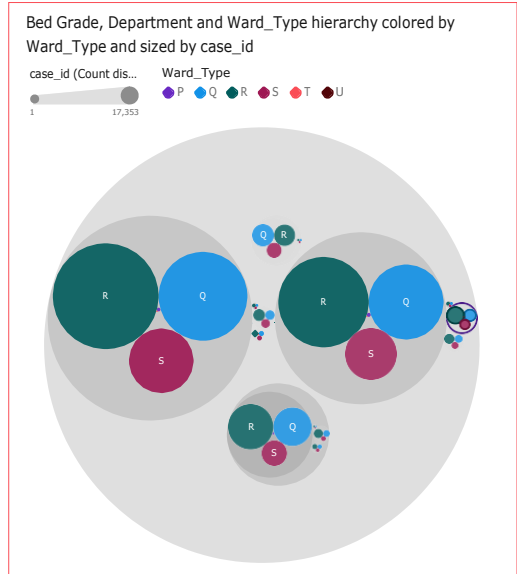 Bed Grade, Department and Ward_Type hierarchy colored by
Ward_Type and sized by case_id
case_id (Count dis...
Ward_Type
1
17,353
P Q R S T U
Q R
R Q
S
R Q
S
R Q
S